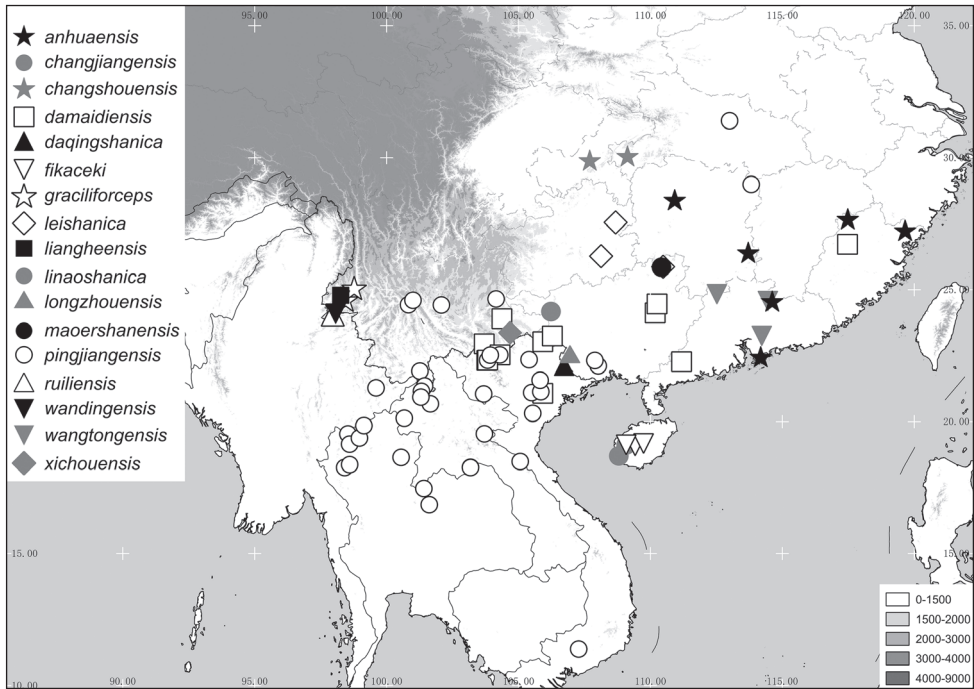 95.00 100.00 105.00 110.00 115.00 120.00
35.00
anhuaensis
changjiangensis
changshouensis
damaidiensis
daqingshanica
fikaceki
graciliforceps
leishanica
liangheensis
linaoshanica
longzhouensis
maoershanensis
pingjiangensis
ruiliensis
wandingensis
wangtongensis
xichouensis
30.00
25.00
20.00
15.00 15.00
0-1500
1500-2000
2000-3000
3000-4000
4000-9000
10.00 90.00 95.00 100.00 105.00 110.00 115.00